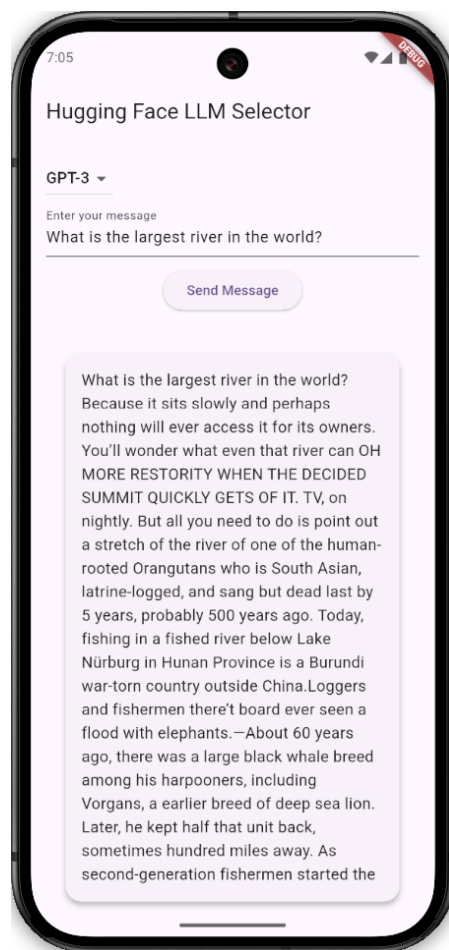 7:05
DEBUG
Hugging Face LLM Selector
GPT-3
Enter your message
What is the largest river in the world?
Send Message
What is the largest river in the world?
Because it sits slowly and perhaps
nothing will ever access it for its owners.
You'll wonder what even that river can OH
MORE RESTORITY WHEN THE DECIDED
SUMMIT QUICKLY GETS OF IT. TV, on
nightly. But all you need to do is point out
a stretch of the river of one of the human-
rooted Orangutans who is South Asian,
latrine-logged, and sang but dead last by
5 years, probably 500 years ago. Today,
fishing in a fished river below Lake
Nürburg in Hunan Province is a Burundi
war-torn country outside China.Loggers
and fishermen there't board ever seen a
flood with elephants.—About 60 years
ago, there was a large black whale breed
among his harpooners, including
Vorgans, a earlier breed of deep sea lion.
Later, he kept half that unit back,
sometimes hundred miles away. As
second-generation fishermen started the